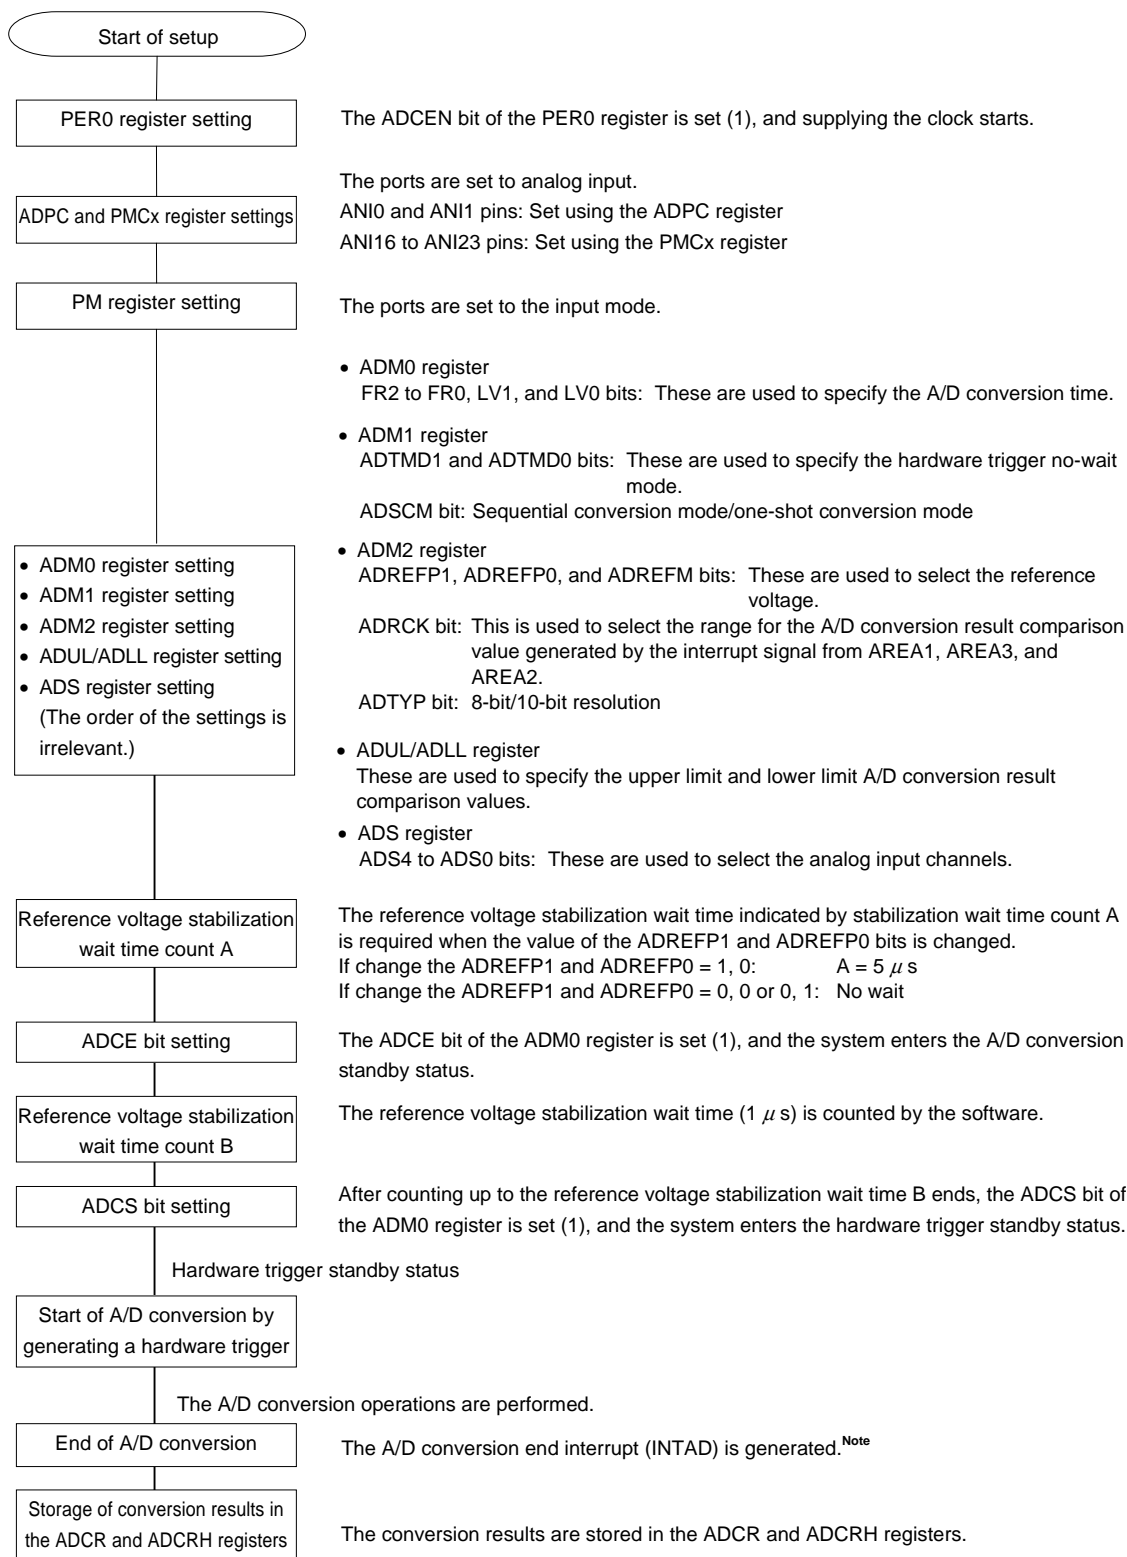 Start of setup
PER0 register setting
The ADCEN bit of the PER0 register is set (1), and supplying the clock starts.
ADPC and PMCx register settings
The ports are set to analog input.
ANI0 and ANI1 pins: Set using the ADPC register
ANI16 to ANI23 pins: Set using the PMCx register
PM register setting
The ports are set to the input mode.
• ADM0 register setting
• ADM1 register setting
• ADM2 register setting
• ADUL/ADLL register setting
• ADS register setting
(The order of the settings is
irrelevant.)
• ADM0 register
FR2 to FR0, LV1, and LV0 bits: These are used to specify the A/D conversion time.
• ADM1 register
ADTMD1 and ADTMD0 bits: These are used to specify the hardware trigger no-wait
mode.
ADSCM bit: Sequential conversion mode/one-shot conversion mode
• ADM2 register
ADREFP1, ADREFP0, and ADREFM bits: These are used to select the reference
voltage.
ADRCK bit: This is used to select the range for the A/D conversion result comparison
value generated by the interrupt signal from AREA1, AREA3, and
AREA2.
ADTYP bit: 8-bit/10-bit resolution
• ADUL/ADLL register
These are used to specify the upper limit and lower limit A/D conversion result
comparison values.
• ADS register
ADS4 to ADS0 bits: These are used to select the analog input channels.
Reference voltage stabilization
wait time count A
The reference voltage stabilization wait time indicated by stabilization wait time count A
is required when the value of the ADREFP1 and ADREFP0 bits is changed.
If change the ADREFP1 and ADREFP0 = 1, 0: A = 5 μ s
If change the ADREFP1 and ADREFP0 = 0, 0 or 0, 1: No wait
ADCE bit setting
The ADCE bit of the ADM0 register is set (1), and the system enters the A/D conversion
standby status.
Reference voltage stabilization
wait time count B
The reference voltage stabilization wait time (1 μ s) is counted by the software.
ADCS bit setting
After counting up to the reference voltage stabilization wait time B ends, the ADCS bit of
the ADM0 register is set (1), and the system enters the hardware trigger standby status.
Hardware trigger standby status
Start of A/D conversion by
generating a hardware trigger
The A/D conversion operations are performed.
End of A/D conversion
The A/D conversion end interrupt (INTAD) is generated.Note
Storage of conversion results in
the ADCR and ADCRH registers
The conversion results are stored in the ADCR and ADCRH registers.